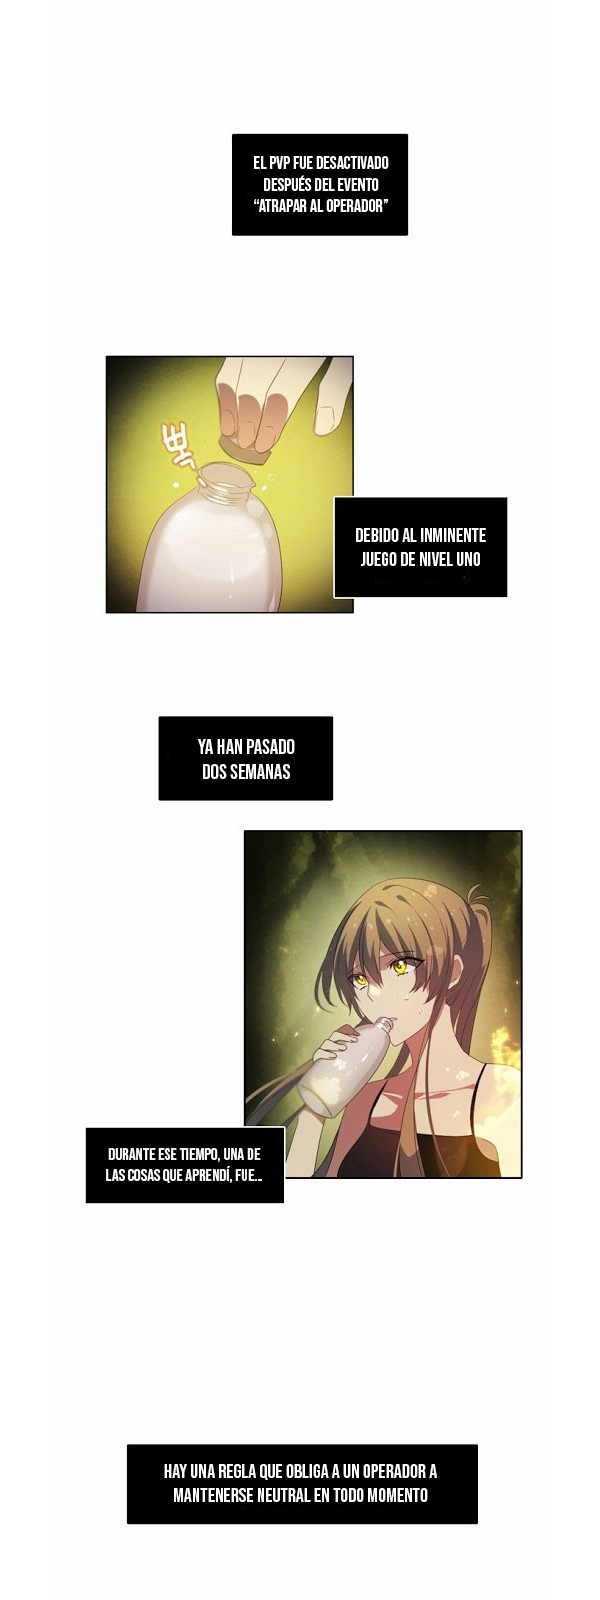 EL PVP FUE DESACTIVADO
DESPUÉS DEL EVENTO
“ATRAPAR AL OPERADOR”
뽁
DEBIDO AL INMINENTE
JUEGO DE NIVEL UNO
YA HAN PASADO
DOS SEMANAS
DURANTE ESE TIEMPO, UNA DE
LAS COSAS QUE APRENDÍ, FUE...
HAY UNA REGLA QUE OBLIGA A UN OPERADOR A
MANTENERSE NEUTRAL EN TODO MOMENTO